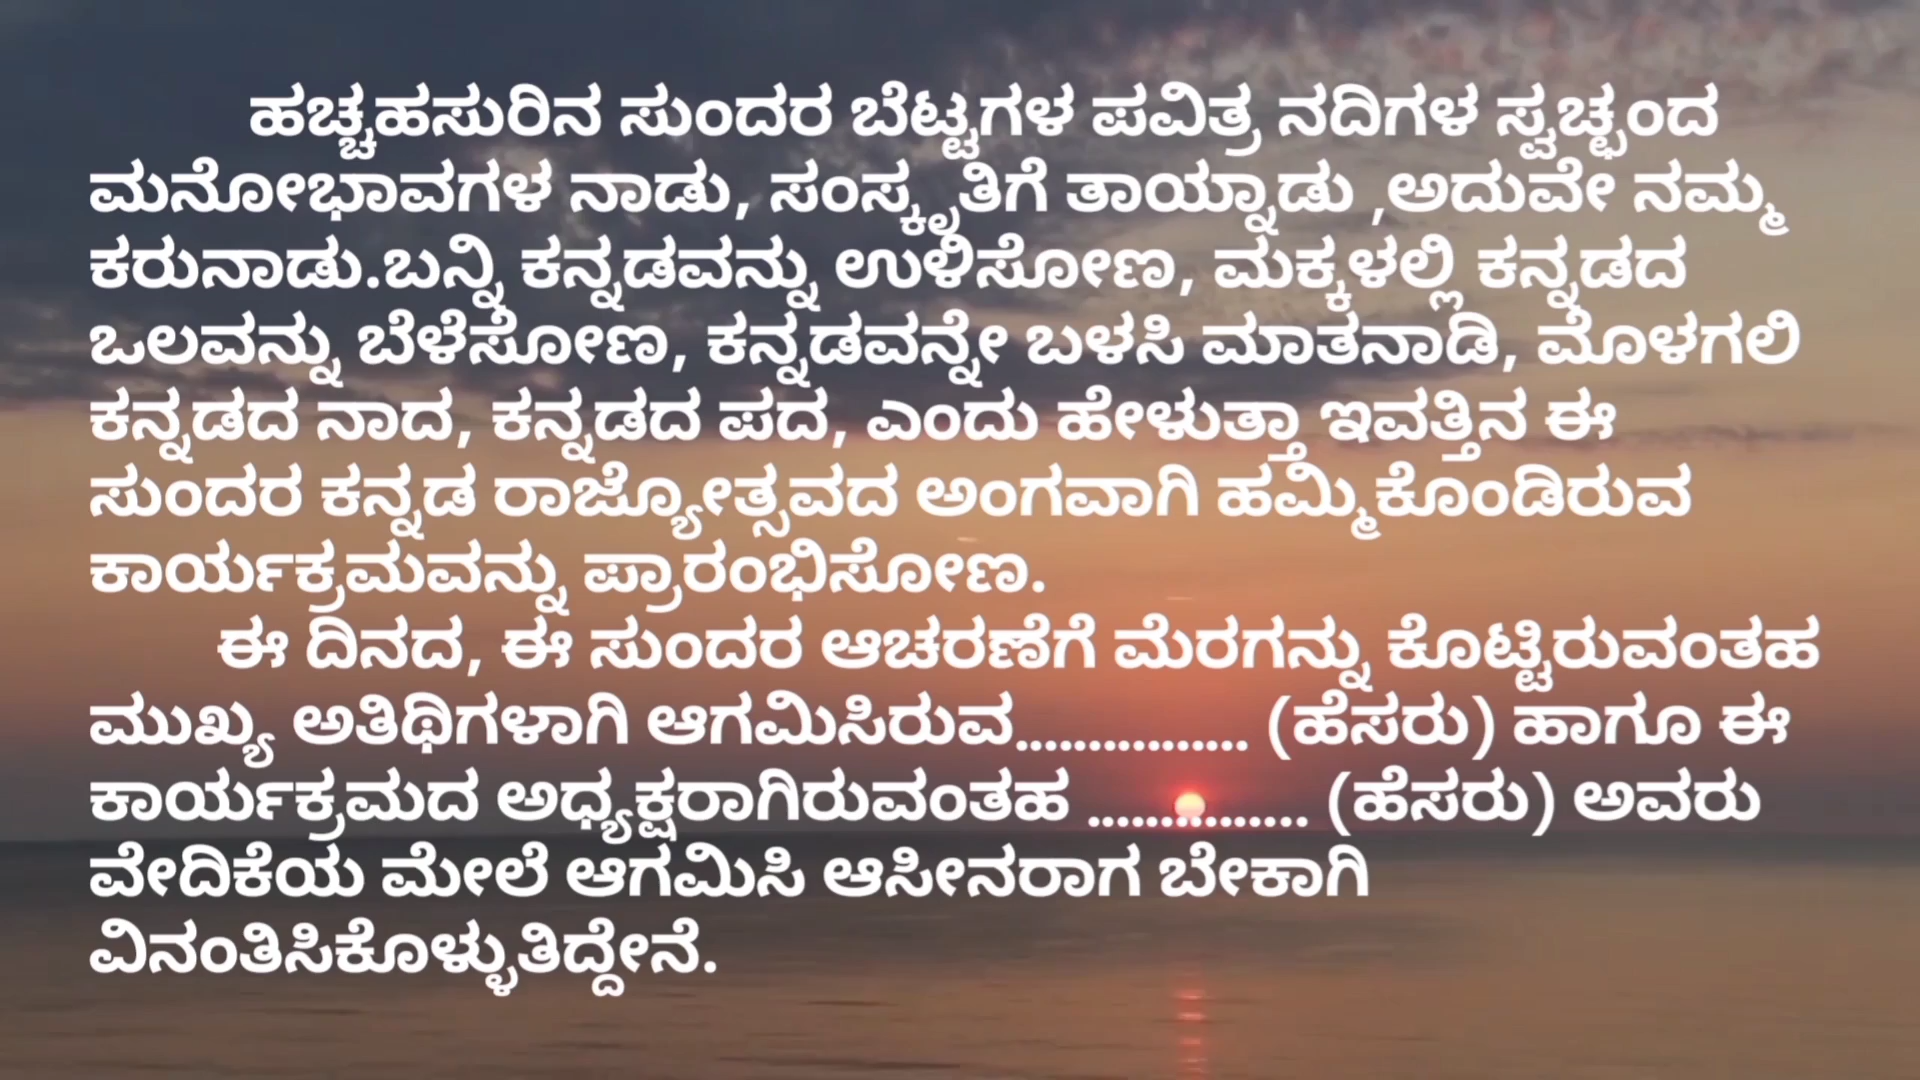 ಹಚ್ಚಹಸುರಿನ ಸುಂದರ ಬೆಟ್ಟಗಳ ಪವಿತ್ರ ನದಿಗಳ ಸ್ವಚ್ಛಂದ
ಮನೋಭಾವಗಳ ನಾಡು, ಸಂಸ್ಕೃತಿಗೆ ತಾಯ್ನಾಡು ,ಅದುವೇ ನಮ್ಮ
ಕರುನಾಡು.ಬನ್ನಿ ಕನ್ನಡವನ್ನು ಉಳಿಸೋಣ, ಮಕ್ಕಳಲ್ಲಿ ಕನ್ನಡದ
ಒಲವನ್ನು ಬೆಳೆಸೋಣ, ಕನ್ನಡವನ್ನೇ ಬಳಸಿ ಮಾತನಾಡಿ, ಮೊಳಗಲಿ
ಕನ್ನಡದ ನಾದ, ಕನ್ನಡದ ಪದ, ಎಂದು ಹೇಳುತ್ತಾ ಇವತ್ತಿನ ಈ
ಸುಂದರ ಕನ್ನಡ ರಾಜ್ಯೋತ್ಸವದ ಅಂಗವಾಗಿ ಹಮ್ಮಿಕೊಂಡಿರುವ
ಕಾರ್ಯಕ್ರಮವನ್ನು ಪ್ರಾರಂಭಿಸೋಣ.
ಈ ದಿನದ, ಈ ಸುಂದರ ಆಚರಣೆಗೆ ಮೆರಗನ್ನು ಕೊಟ್ಟಿರುವಂತಹ
ಮುಖ್ಯ ಅತಿಥಿಗಳಾಗಿ ಆಗಮಿಸಿರುವ................ (ಹೆಸರು) ಹಾಗೂ ಈ
ಕಾರ್ಯಕ್ರಮದ ಅಧ್ಯಕ್ಷರಾಗಿರುವಂತಹ ............... (ಹೆಸರು) ಅವರು
ವೇದಿಕೆಯ ಮೇಲೆ ಆಗಮಿಸಿ ಆಸೀನರಾಗ ಬೇಕಾಗಿ
ವಿನಂತಿಸಿಕೊಳ್ಳುತಿದ್ದೇನೆ.